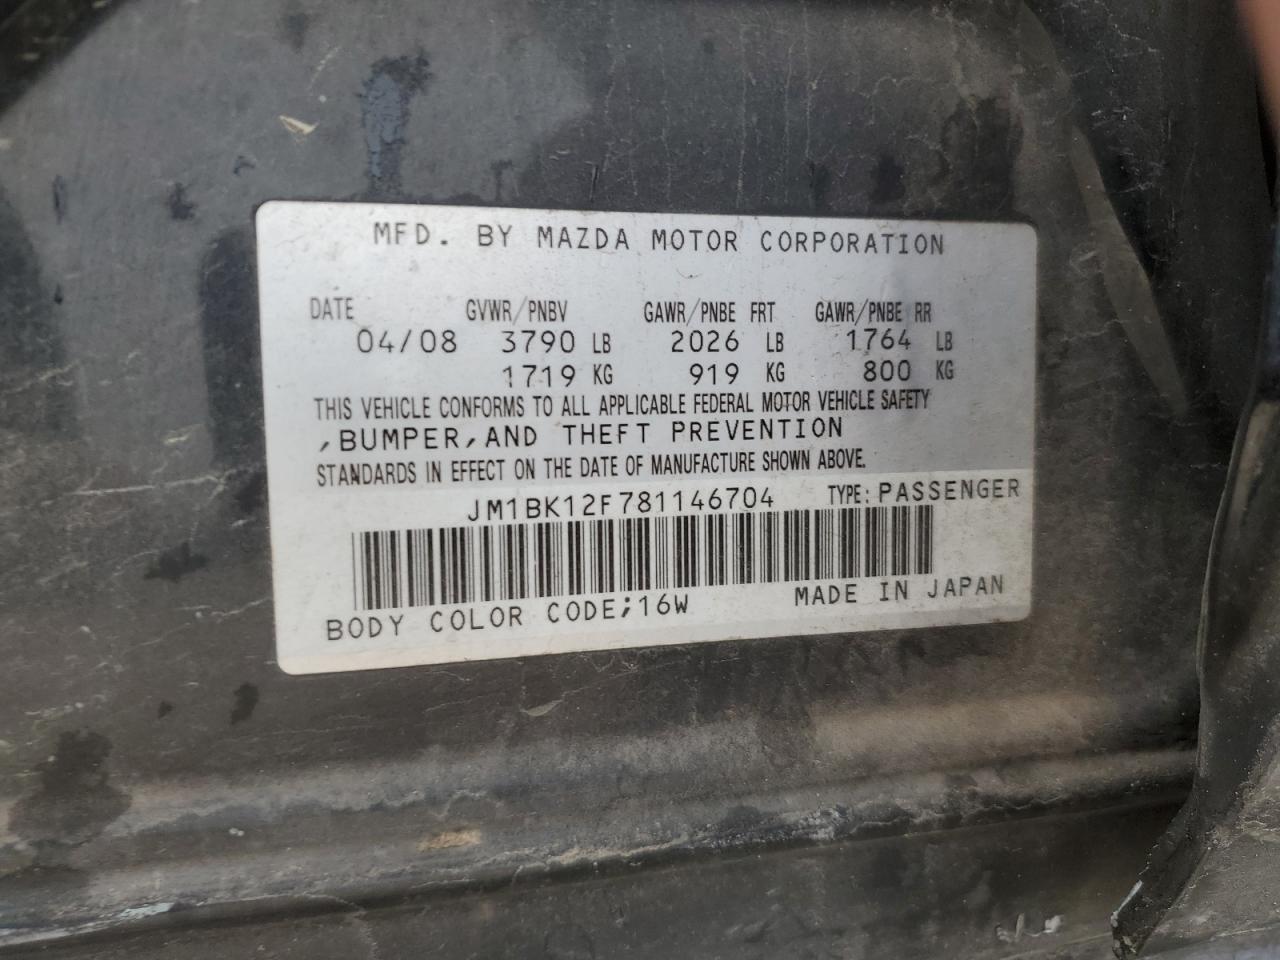 MFD. BY MAZDA MOTOR CORPORATION
DATE GVWR/PNBV GAWR/PNBE FRT GAWR/PNBE RR
04/08 3790 LB 2026 LB 1764 LB
1719 KG 919 KG 800 KG
THIS VEHICLE CONFORMS TO ALL APPLICABLE FEDERAL MOTOR VEHICLE SAFETY
,BUMPER,AND THEFT PREVENTION
STANDARDS IN EFFECT ON THE DATE OF MANUFACTURE SHOWN ABOVE.
JM1BK12F781146704 TYPE: PASSENGER
BODY COLOR CODE;16W MADE IN JAPAN